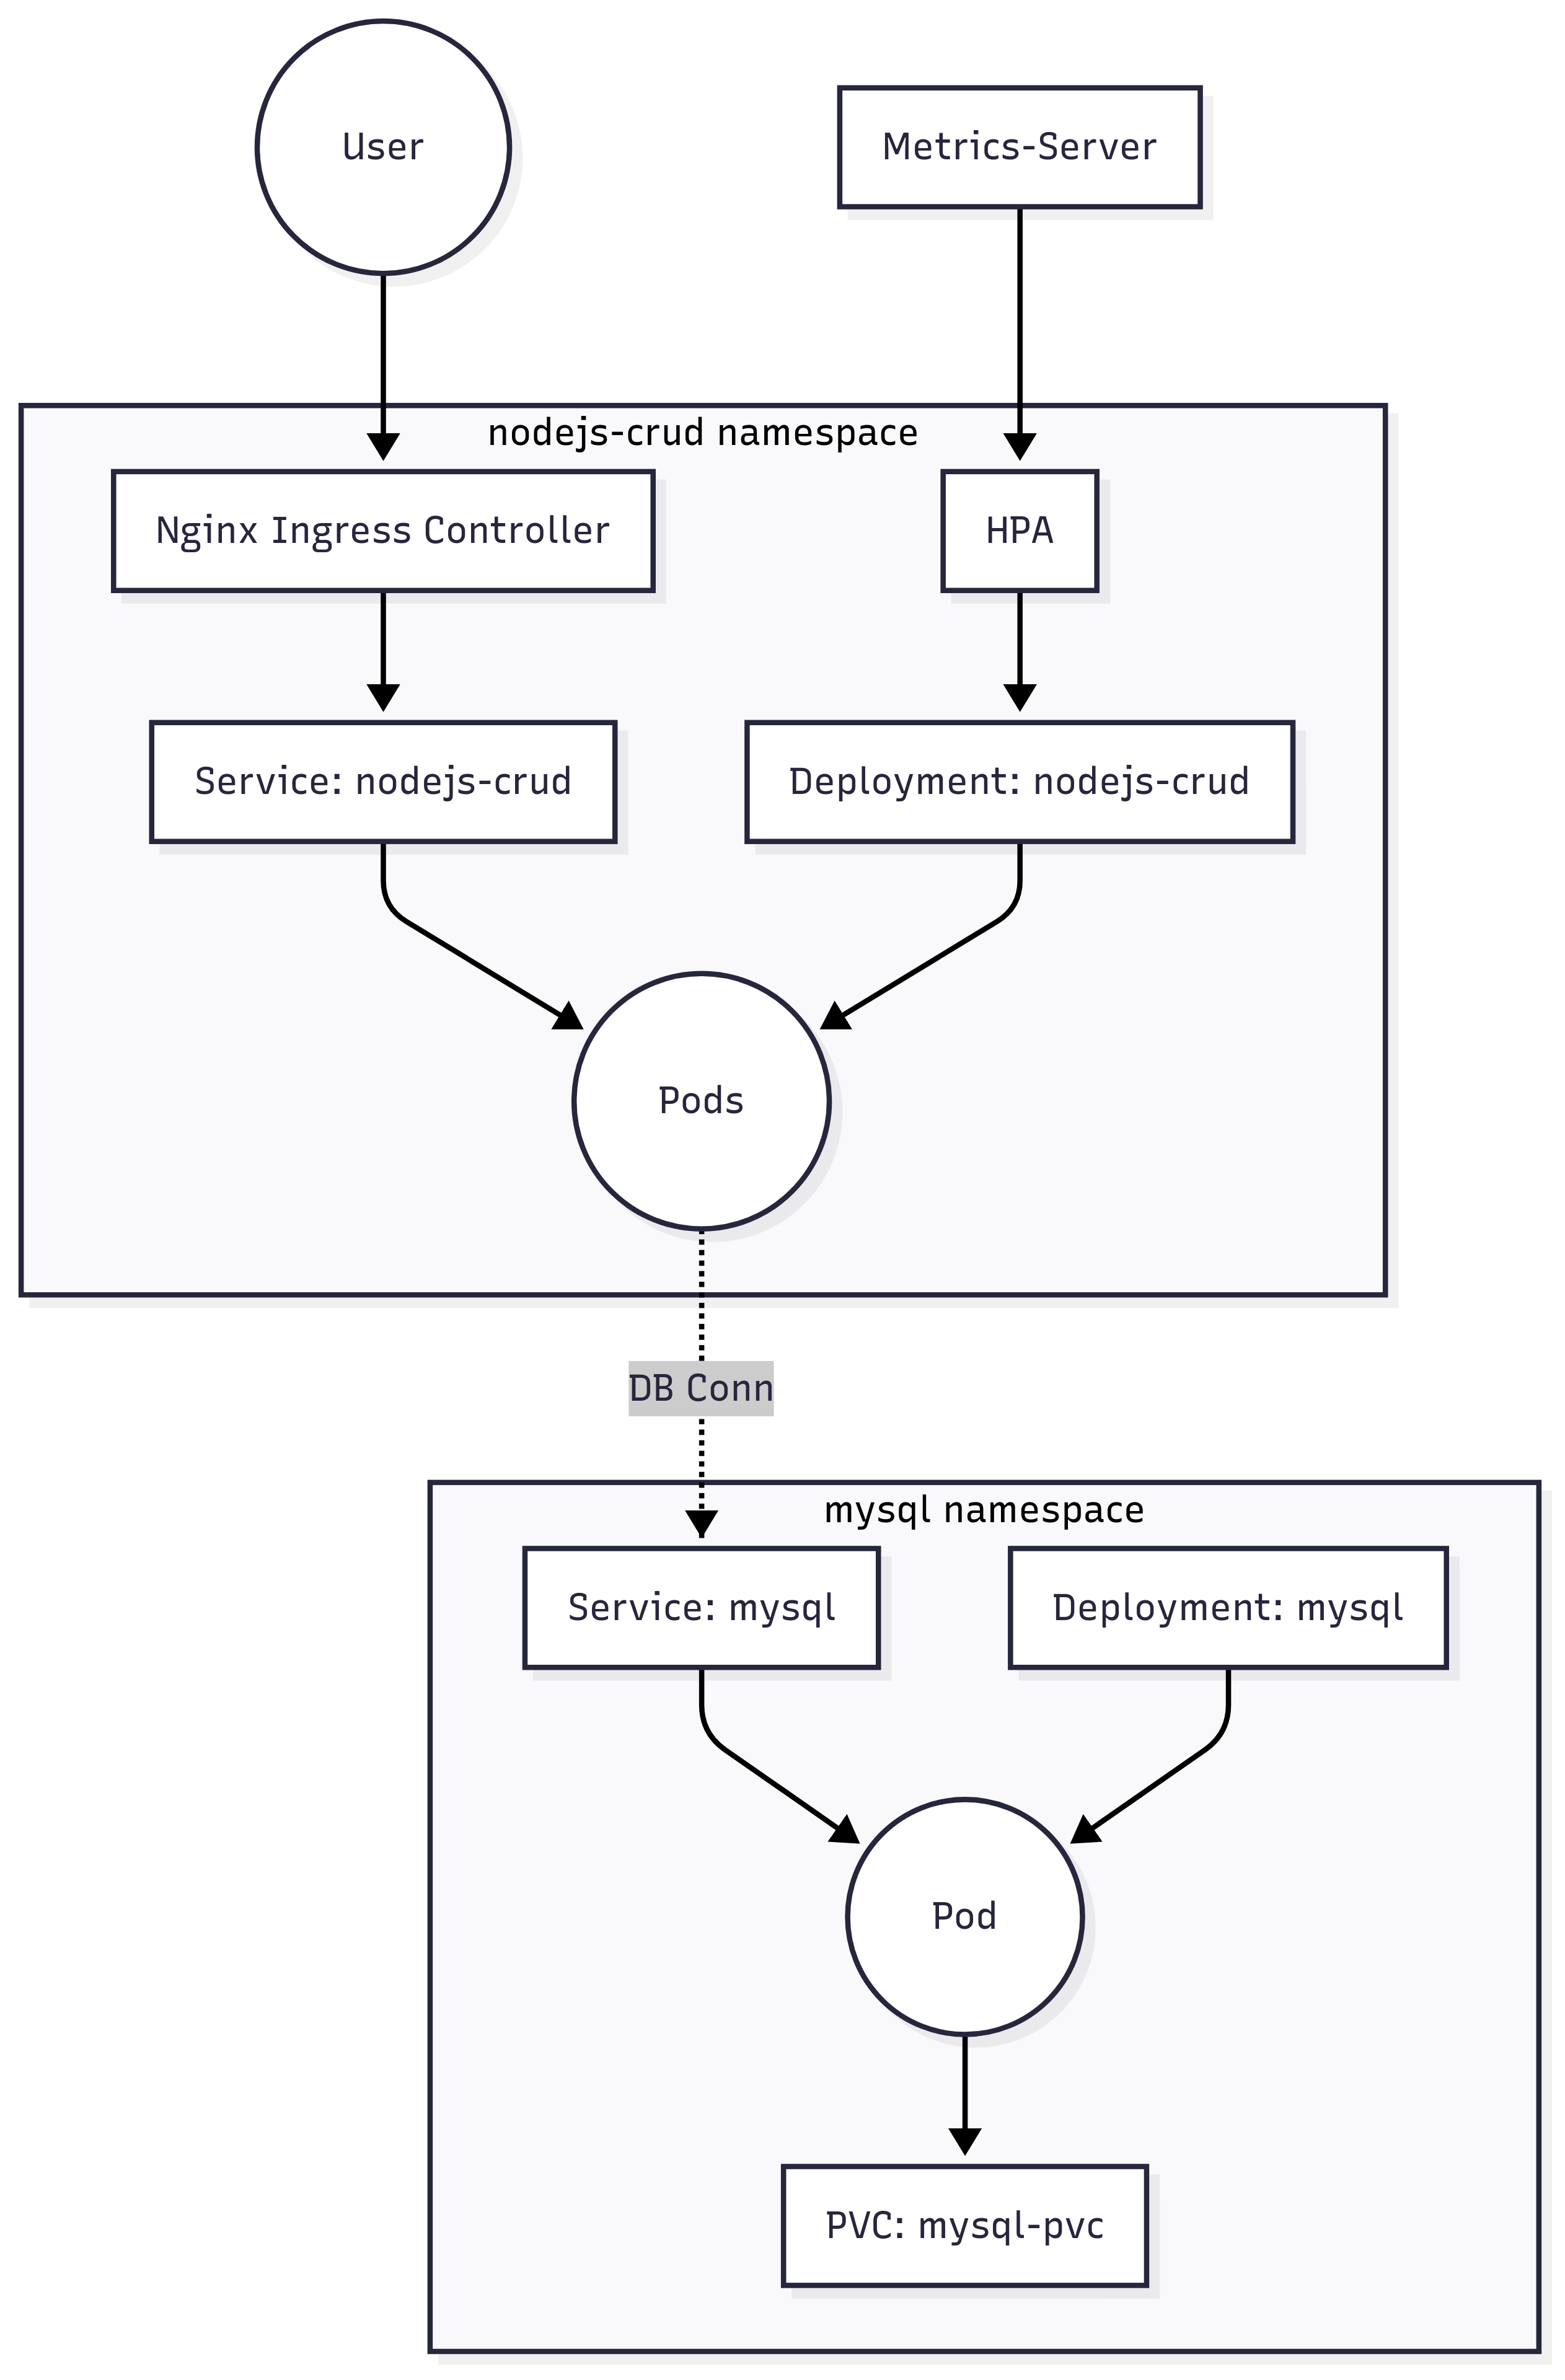 User
Metrics-Server
nodejs-crud namespace
Nginx Ingress Controller
HPA
Service: nodejs-crud
Deployment: nodejs-crud
Pods
DB Conn
mysql namespace
Service: mysql
Deployment: mysql
Pod
PVC: mysql-pvc